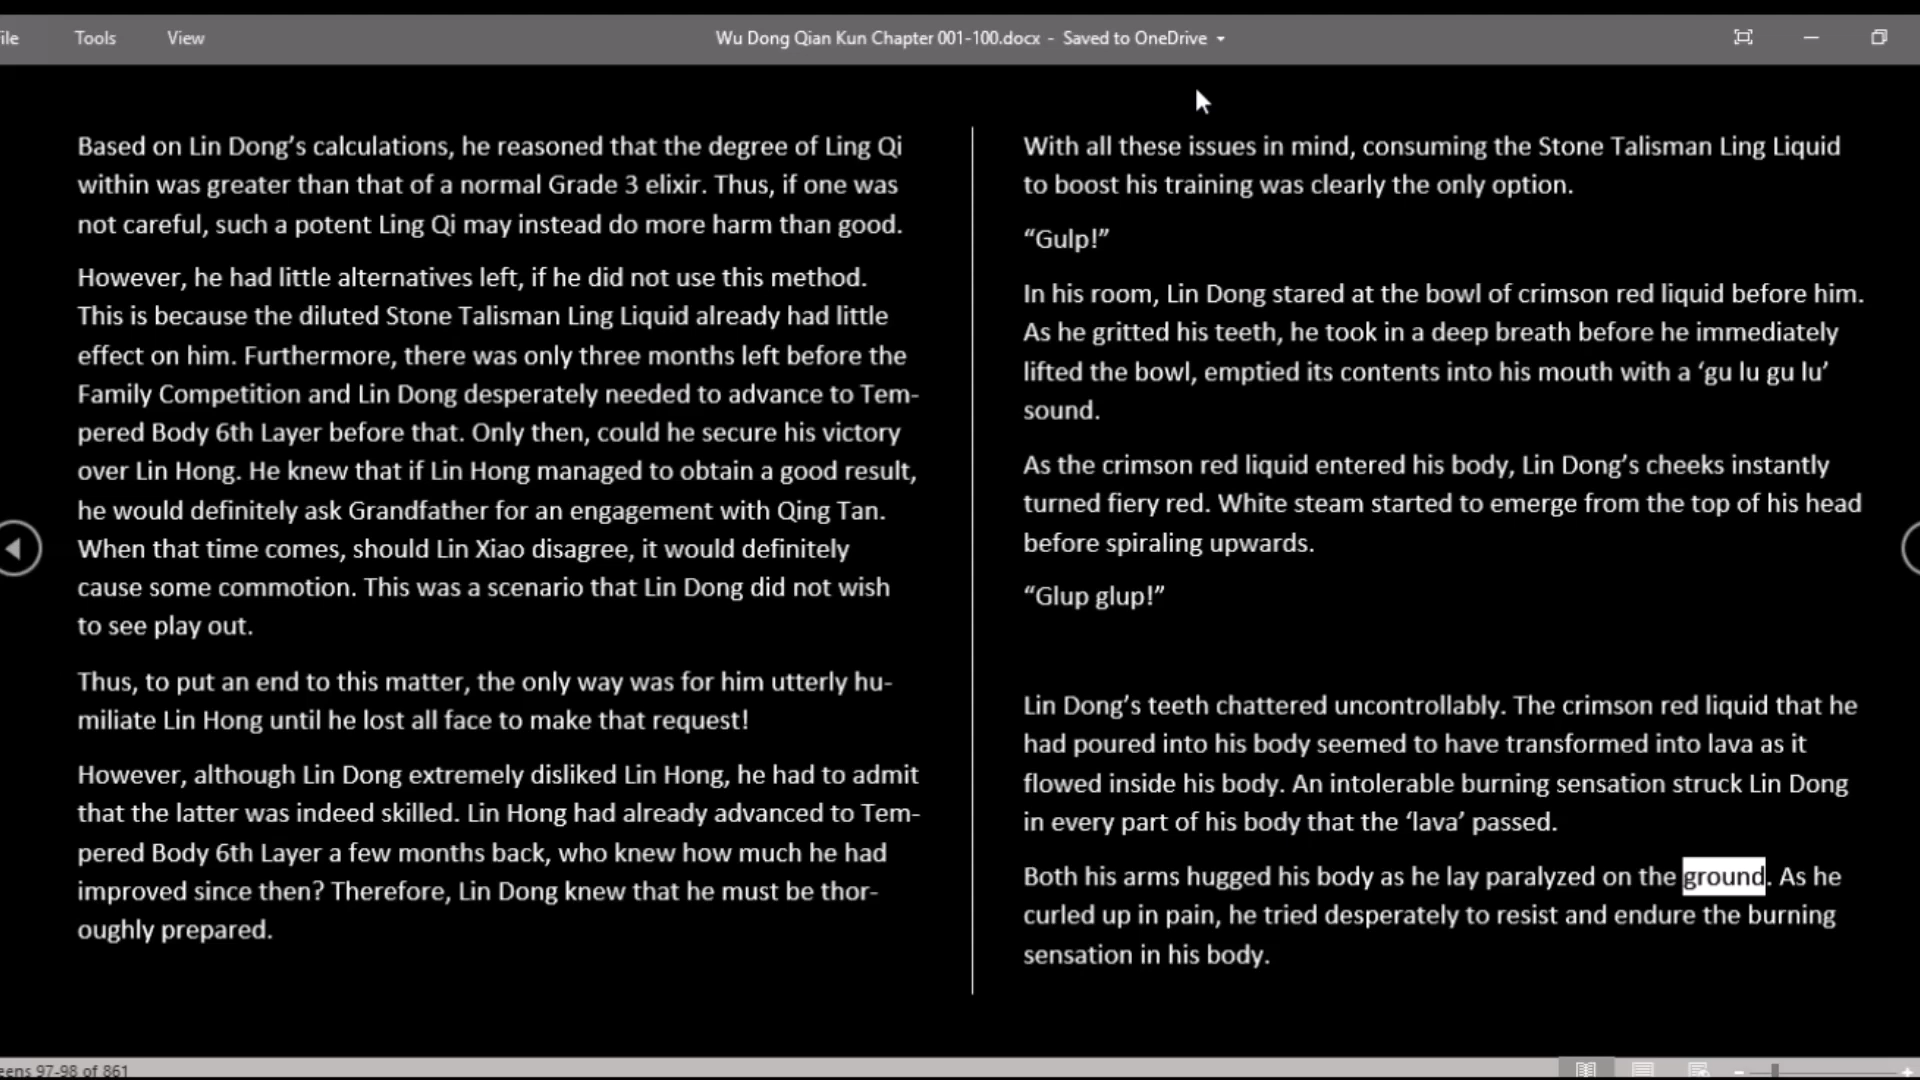 ile Tools View Wu Dong Qian Kun Chapter 001-100.docx - Saved to OneDrive
Based on Lin Dong’s calculations, he reasoned that the degree of Ling Qi
within was greater than that of a normal Grade 3 elixir. Thus, if one was
not careful, such a potent Ling Qi may instead do more harm than good.
However, he had little alternatives left, if he did not use this method.
This is because the diluted Stone Talisman Ling Liquid already had little
effect on him. Furthermore, there was only three months left before the
Family Competition and Lin Dong desperately needed to advance to Tem-
pered Body 6th Layer before that. Only then, could he secure his victory
over Lin Hong. He knew that if Lin Hong managed to obtain a good result,
he would definitely ask Grandfather for an engagement with Qing Tan.
When that time comes, should Lin Xiao disagree, it would definitely
cause some commotion. This was a scenario that Lin Dong did not wish
to see play out.
Thus, to put an end to this matter, the only way was for him utterly hu-
miliate Lin Hong until he lost all face to make that request!
However, although Lin Dong extremely disliked Lin Hong, he had to admit
that the latter was indeed skilled. Lin Hong had already advanced to Tem-
pered Body 6th Layer a few months back, who knew how much he had
improved since then? Therefore, Lin Dong knew that he must be thor-
oughly prepared.
With all these issues in mind, consuming the Stone Talisman Ling Liquid
to boost his training was clearly the only option.
“Gulp!”
In his room, Lin Dong stared at the bowl of crimson red liquid before him.
As he gritted his teeth, he took in a deep breath before he immediately
lifted the bowl, emptied its contents into his mouth with a ‘gu lu gu lu’
sound.
As the crimson red liquid entered his body, Lin Dong’s cheeks instantly
turned fiery red. White steam started to emerge from the top of his head
before spiraling upwards.
“Glup glup!”
Lin Dong’s teeth chattered uncontrollably. The crimson red liquid that he
had poured into his body seemed to have transformed into lava as it
flowed inside his body. An intolerable burning sensation struck Lin Dong
in every part of his body that the ‘lava’ passed.
Both his arms hugged his body as he lay paralyzed on the ground. As he
curled up in pain, he tried desperately to resist and endure the burning
sensation in his body.
eens 97-98 of 861